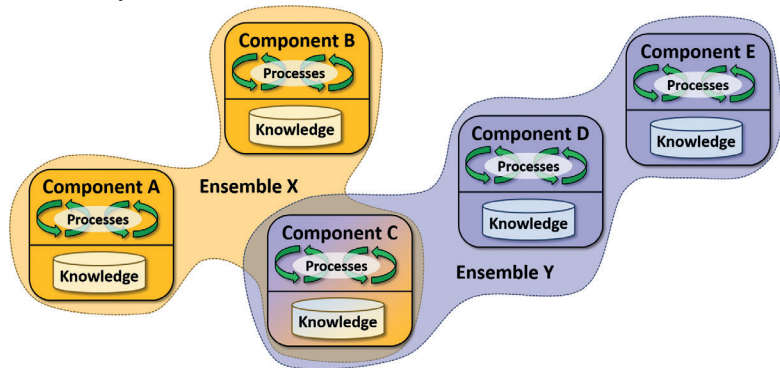 Component B
Processes
Knowledge
Component E
Processes
Knowledge
Component D
Processes
Knowledge
Component A
Processes
Knowledge
Ensemble X
Component C
Processes
Knowledge
Ensemble Y